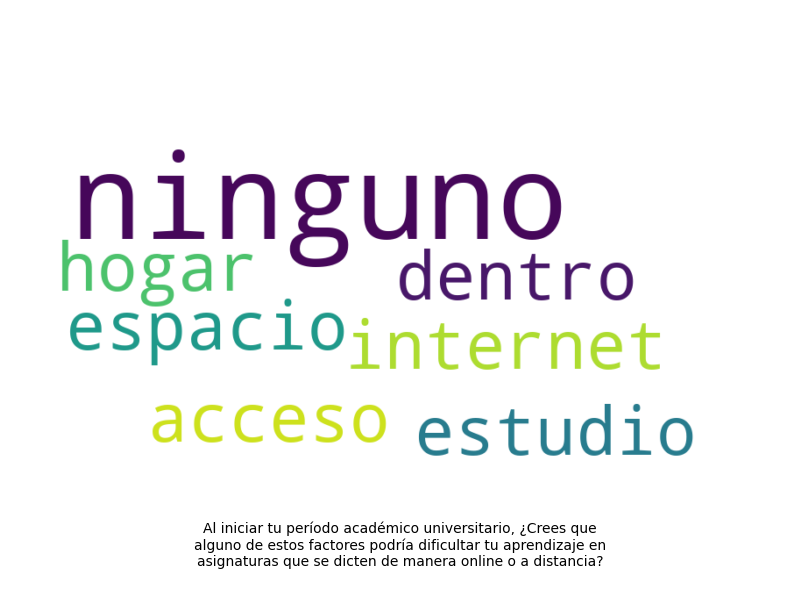 ninguno
hogar dentro
espacio internet
acceso estudio
Al iniciar tu período académico universitario, ¿Crees que
alguno de estos factores podría dificultar tu aprendizaje en
asignaturas que se dicten de manera online o a distancia?